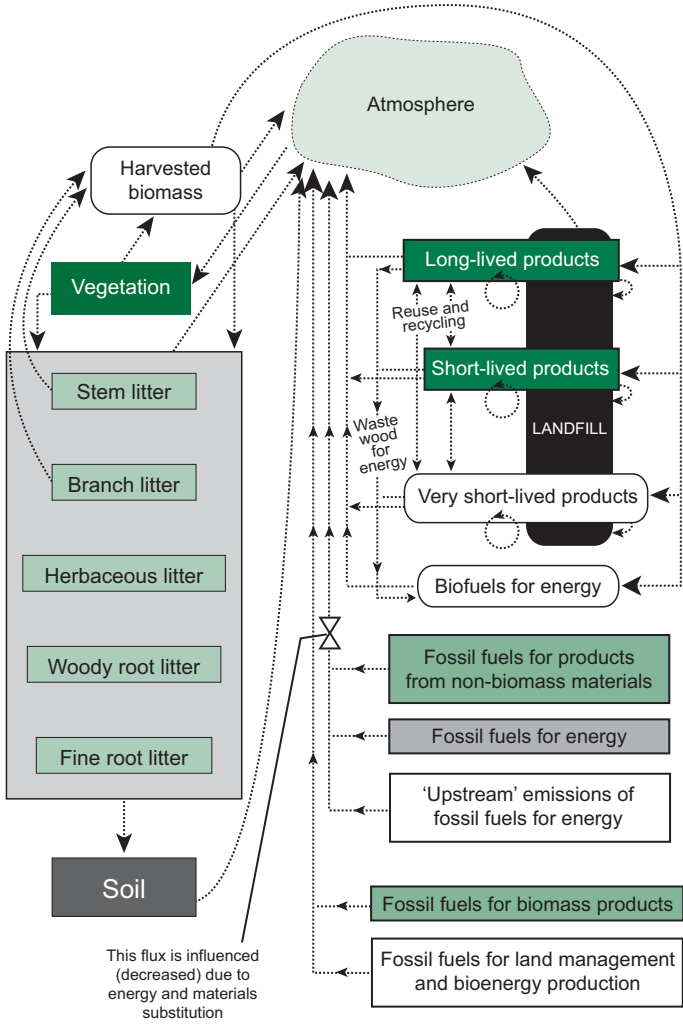 Atmosphere
Harvested
biomass
Vegetation
Stem litter
Branch litter
Herbaceous litter
Woody root litter
Fine root litter
Soil
This flux is influenced
(decreased) due to
energy and materials
substitution
Long-lived products
Reuse and
recycling
Short-lived products
LANDFILL
Waste
wood
for
energy
Very short-lived products
Biofuels for energy
Fossil fuels for products
from non-biomass materials
Fossil fuels for energy
‘Upstream’ emissions of
fossil fuels for energy
Fossil fuels for biomass products
Fossil fuels for land management
and bioenergy production